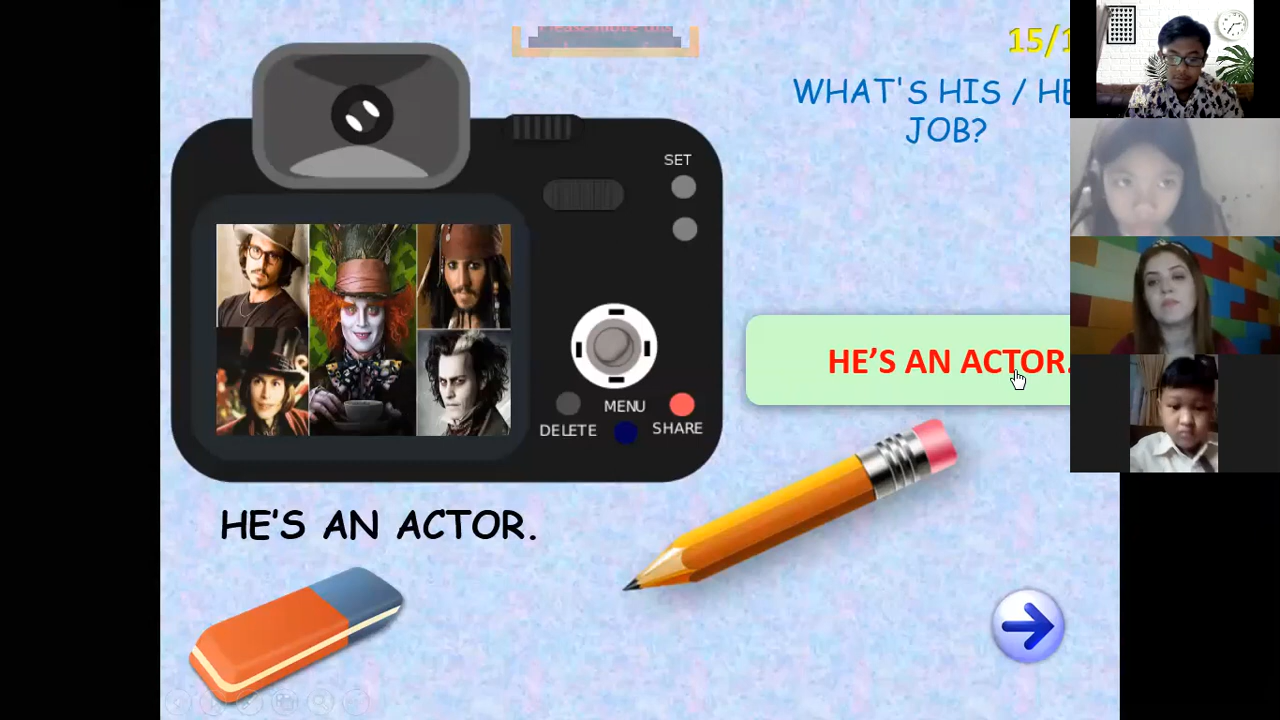 15/1
WHAT'S HIS / HE
JOB?
SET
HE'S AN ACTOR.
MENU
DELETE
SHARE
HE'S AN ACTOR.